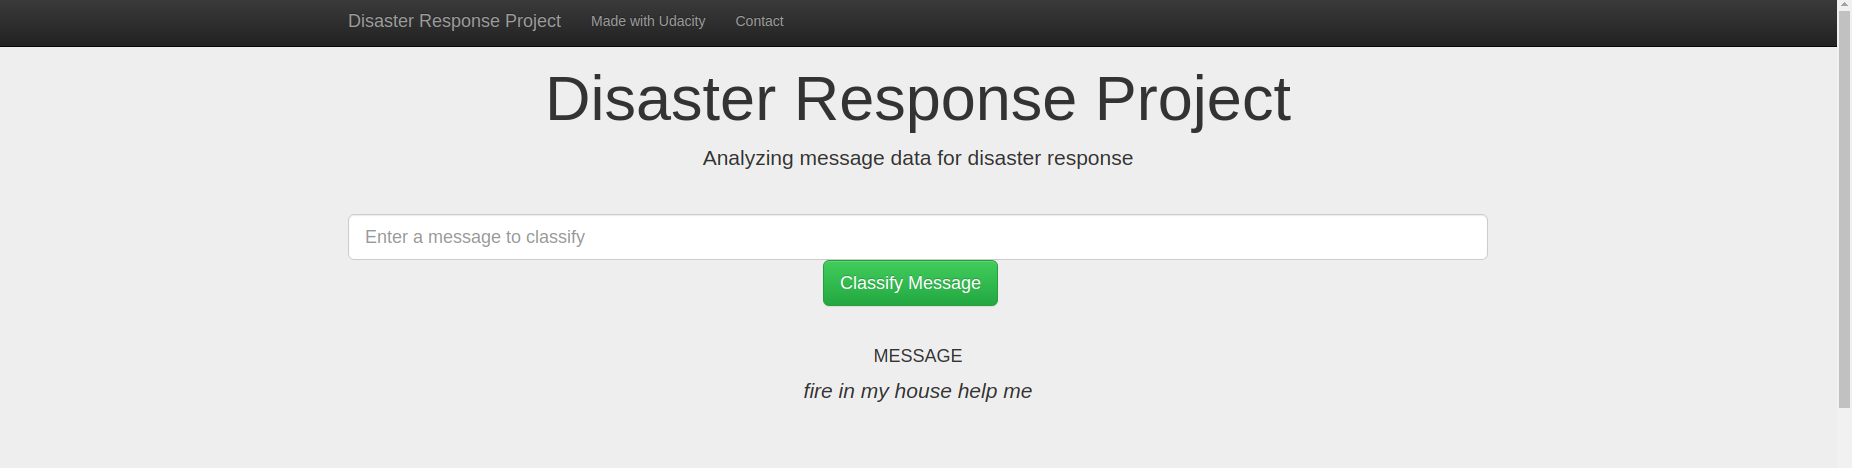 Disaster Response Project Made with Udacity Contact
Disaster Response Project
Analyzing message data for disaster response
Enter a message to classify
Classify Message
MESSAGE
fire in my house help me